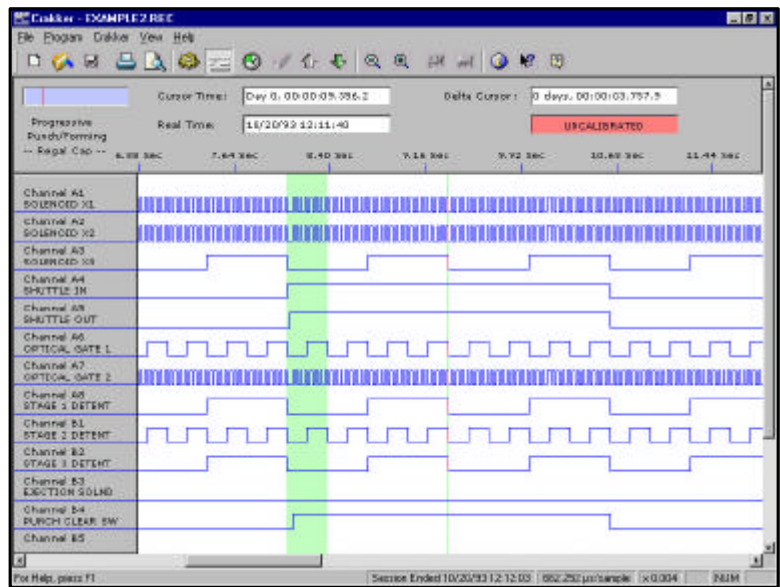 Crakker - EXAMPLE2.REC
File Program Crakker View Help
Cursor Time: Day 0, 00:00:09.356.2 Delta Cursor: 0 days, 00:00:03.757.9
Progressive
Punch/Forming
-- Regal Cap --
Real Time: 10/20/93 12:11:40 UNCALIBRATED
6.88 Sec 7.64 Sec 8.40 Sec 9.16 Sec 9.92 Sec 10.68 Sec 11.44 Sec
Channel A1
SOLENOID X1
Channel A2
SOLENOID X2
Channel A3
SOLENOID X3
Channel A4
SHUTTLE IN
Channel A5
SHUTTLE OUT
Channel A6
OPTICAL GATE 1
Channel A7
OPTICAL GATE 2
Channel A8
STAGE 1 DETENT
Channel B1
STAGE 2 DETENT
Channel B2
STAGE 3 DETENT
Channel B3
EJECTION SOLND
Channel B4
PUNCH CLEAR SW
Channel B5
For Help, press F1 Session Ended 10/20/93 12:12:03 662.252 µs/sample x 0.004 NUM